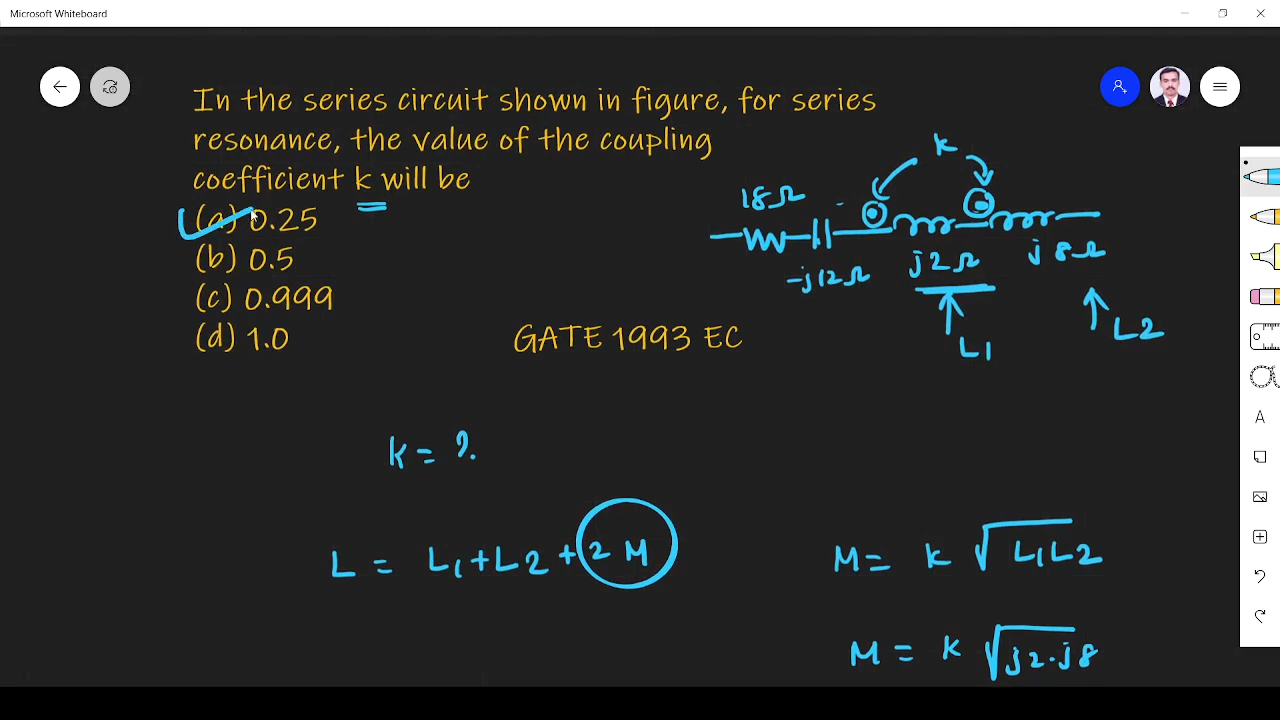 Microsoft Whiteboard
In the series circuit shown in figure, for series
resonance, the value of the coupling
coefficient k will be
(a) 0.25
(b) 0.5
(c) 0.999
(d) 1.0
GATE 1993 EC
k
18Ω
-j12Ω
j2Ω
j8Ω
L1
L2
k = ?
L = L1 + L2 + 2M
M = k √L1L2
M = k √j2.j8
A